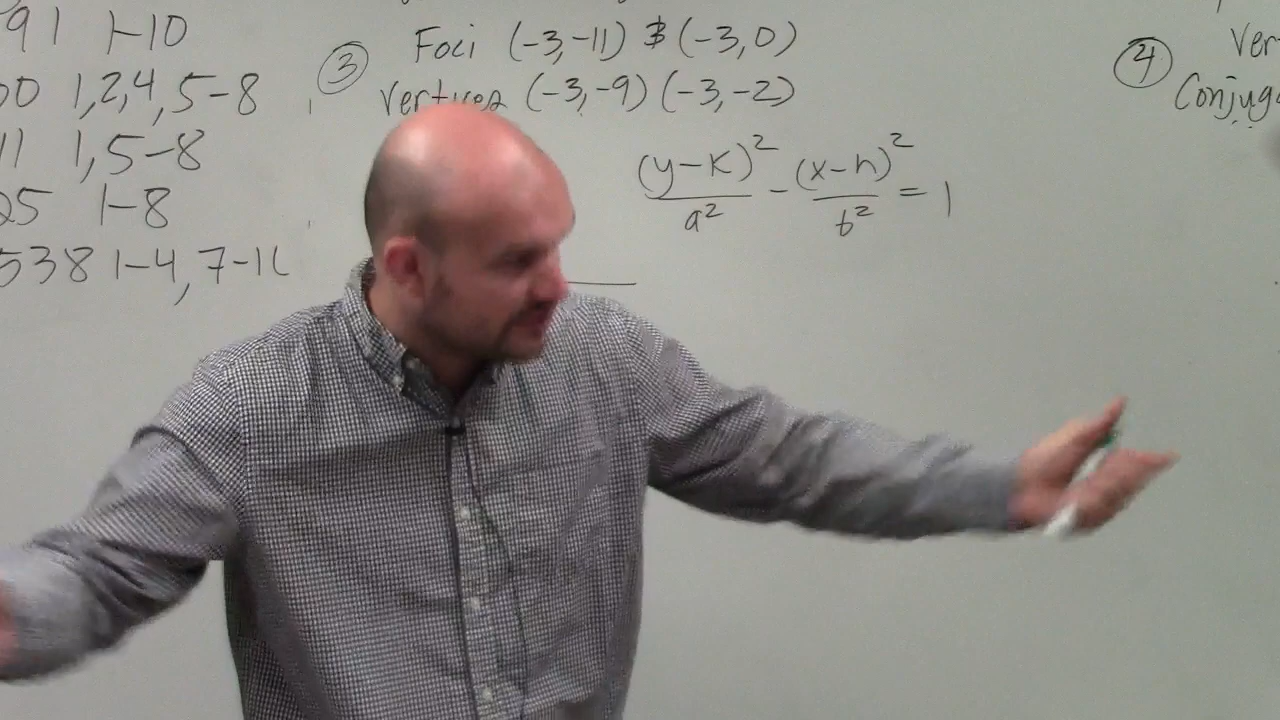 91 1-10
00 1,2,4,5-8
11 1,5-8
25 1-8
538 1-4,7-10
③ Foci (-3,-11) & (-3,0)
vertices (-3,-9) (-3,-2)
(y-k)²/a² - (x-h)²/b² = 1
④ Ver
Conjug